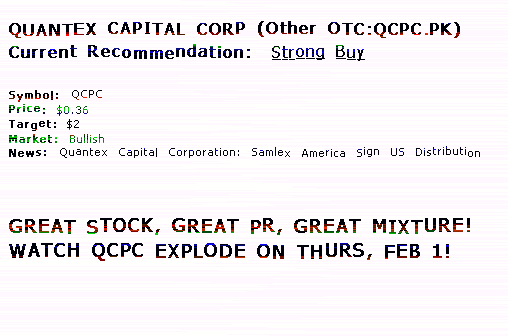 QUANTEX CAPITAL CORP (Other OTC:QCPC.PK)
Current Recommendation: Strong Buy
Symbol: QCPC
Price: $0.36
Target: $2
Market: Bullish
News: Quantex Capital Corporation: Samlex America Sign US Distribution
GREAT STOCK, GREAT PR, GREAT MIXTURE!
WATCH QCPC EXPLODE ON THURS, FEB 1!